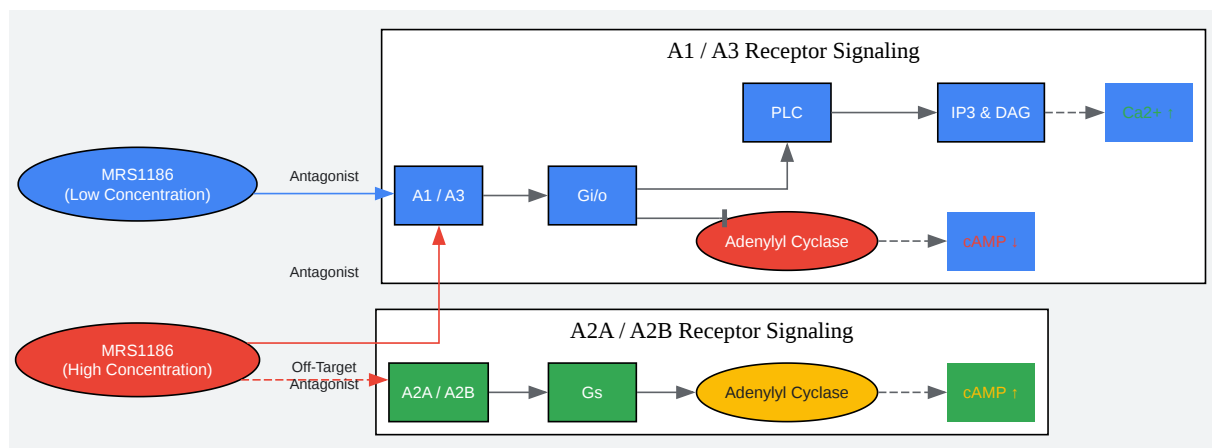 A1 / A3 Receptor Signaling
PLC
IP3 & DAG
Ca2+ ↑
MRS1186
(Low Concentration)
Antagonist
A1 / A3
Gi/o
Adenylyl Cyclase
cAMP ↓
Antagonist
A2A / A2B Receptor Signaling
MRS1186
(High Concentration)
Off-Target
Antagonist
A2A / A2B
Gs
Adenylyl Cyclase
cAMP ↑